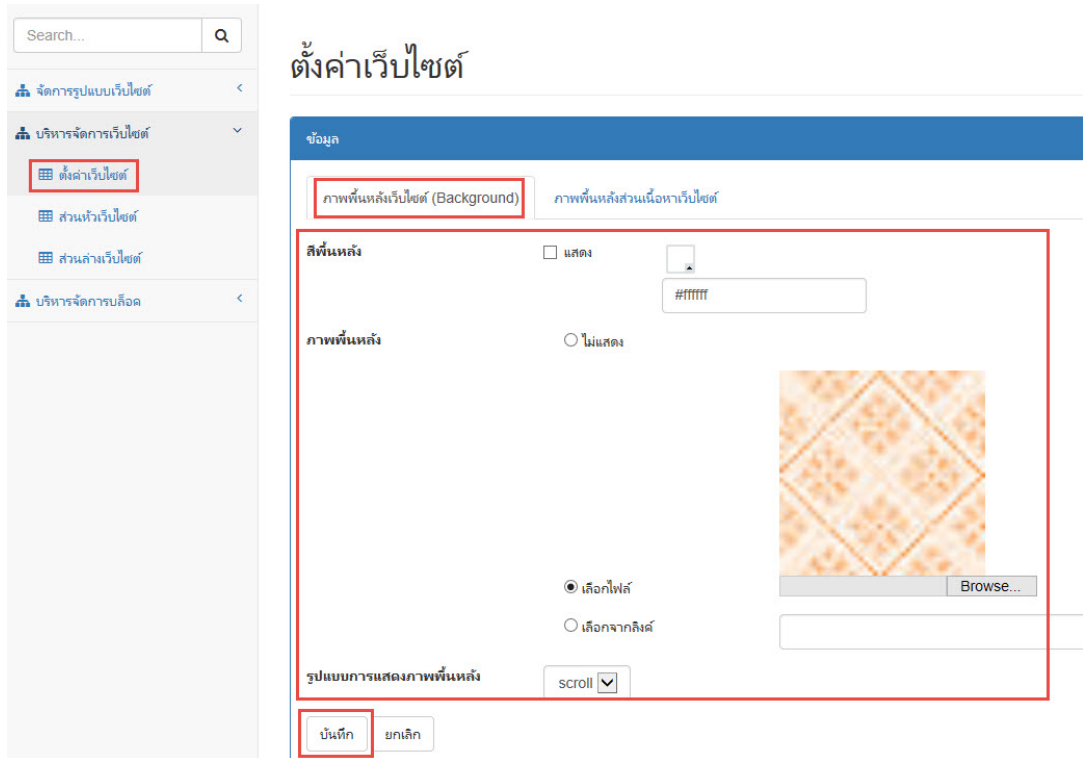 Search...
จัดการรูปแบบเว็บไซต์
บริหารจัดการเว็บไซต์
ตั้งค่าเว็บไซต์
ส่วนหัวเว็บไซต์
ส่วนล่างเว็บไซต์
บริหารจัดการบล็อค
ตั้งค่าเว็บไซต์
ข้อมูล
ภาพพื้นหลังเว็บไซต์ (Background) ภาพพื้นหลังส่วนเนื้อหาเว็บไซต์
สีพื้นหลัง แสดง
#ffffff
ภาพพื้นหลัง ไม่แสดง
เลือกไฟล์ Browse...
เลือกจากลิงค์
รูปแบบการแสดงภาพพื้นหลัง scroll
บันทึก ยกเลิก